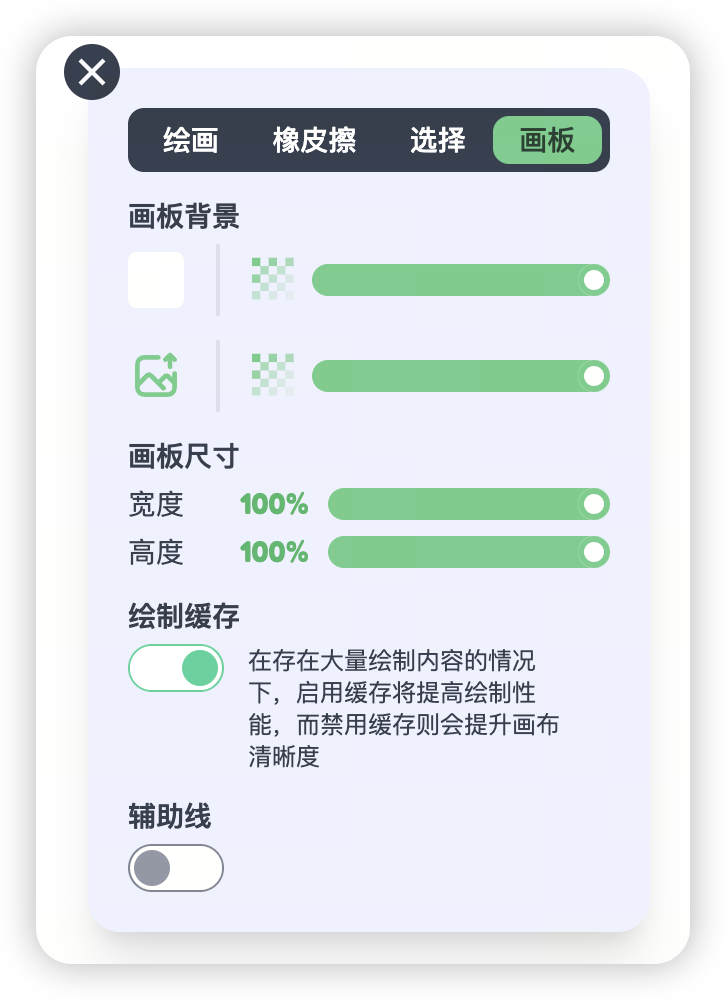 绘画 橡皮擦 选择 画板
画板背景
画板尺寸
宽度 100%
高度 100%
绘制缓存
在存在大量绘制内容的情况
下，启用缓存将提高绘制性
能，而禁用缓存则会提升画布
清晰度
辅助线